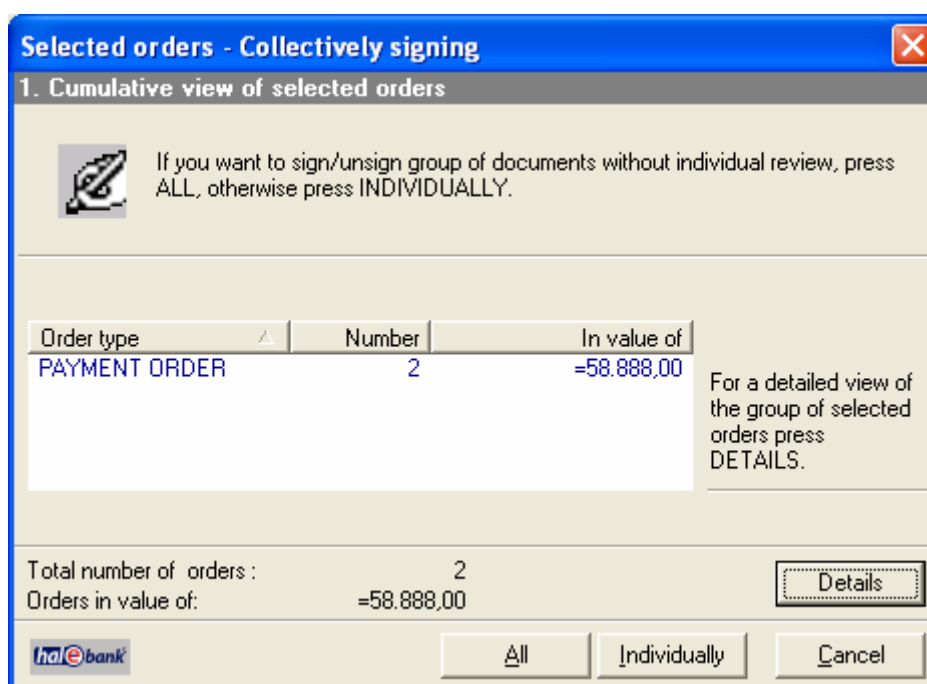 Selected orders - Collectively signing
1. Cumulative view of selected orders
If you want to sign/unsign group of documents without individual review, press
ALL, otherwise press INDIVIDUALLY.
Order type Number In value of
PAYMENT ORDER 2 =58.888,00
For a detailed view of
the group of selected
orders press
DETAILS.
Total number of orders : 2
Orders in value of: =58.888,00
Details
hal e bank
All Individually Cancel